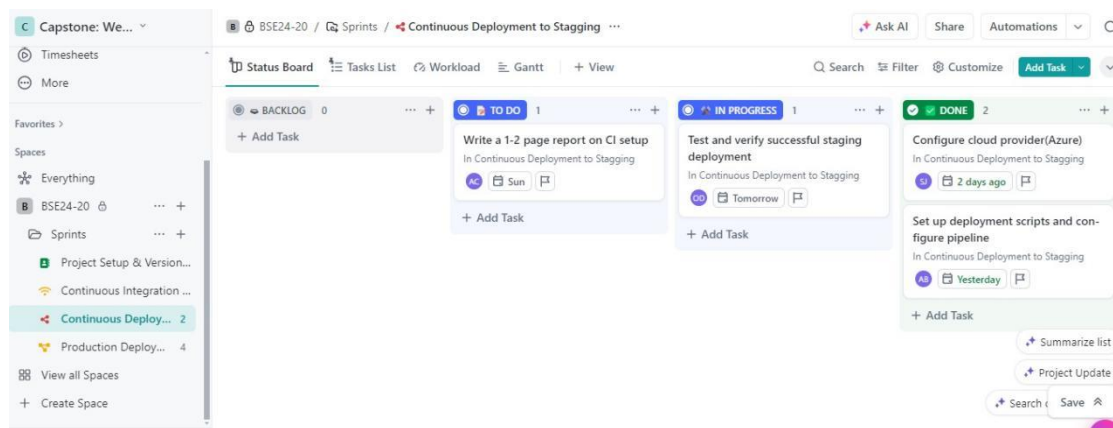 C Capstone: We...
B BSE24-20 / Sprints / Continuous Deployment to Stagging ...
Ask AI
Share
Automations
Timesheets
More
Status Board
Tasks List
Workload
Gantt
+ View
Search
Filter
Customize
Add Task
Favorites >
Spaces
Everything
B BSE24-20 ... +
Sprints ... +
Project Setup & Version...
Continuous Integration ...
Continuous Deploy... 2
Production Deploy... 4
View all Spaces
+ Create Space
BACKLOG 0 ... +
+ Add Task
TO DO 1 ... +
Write a 1-2 page report on CI setup
In Continuous Deployment to Stagging
AC Sun
+ Add Task
IN PROGRESS 1 ... +
Test and verify successful staging
deployment
In Continuous Deployment to Stagging
OD Tomorrow
+ Add Task
DONE 2 ... +
Configure cloud provider(Azure)
In Continuous Deployment to Stagging
SJ 2 days ago
Set up deployment scripts and con-
figure pipeline
In Continuous Deployment to Stagging
AB Yesterday
+ Add Task
Summarize list
Project Update
Search
Save